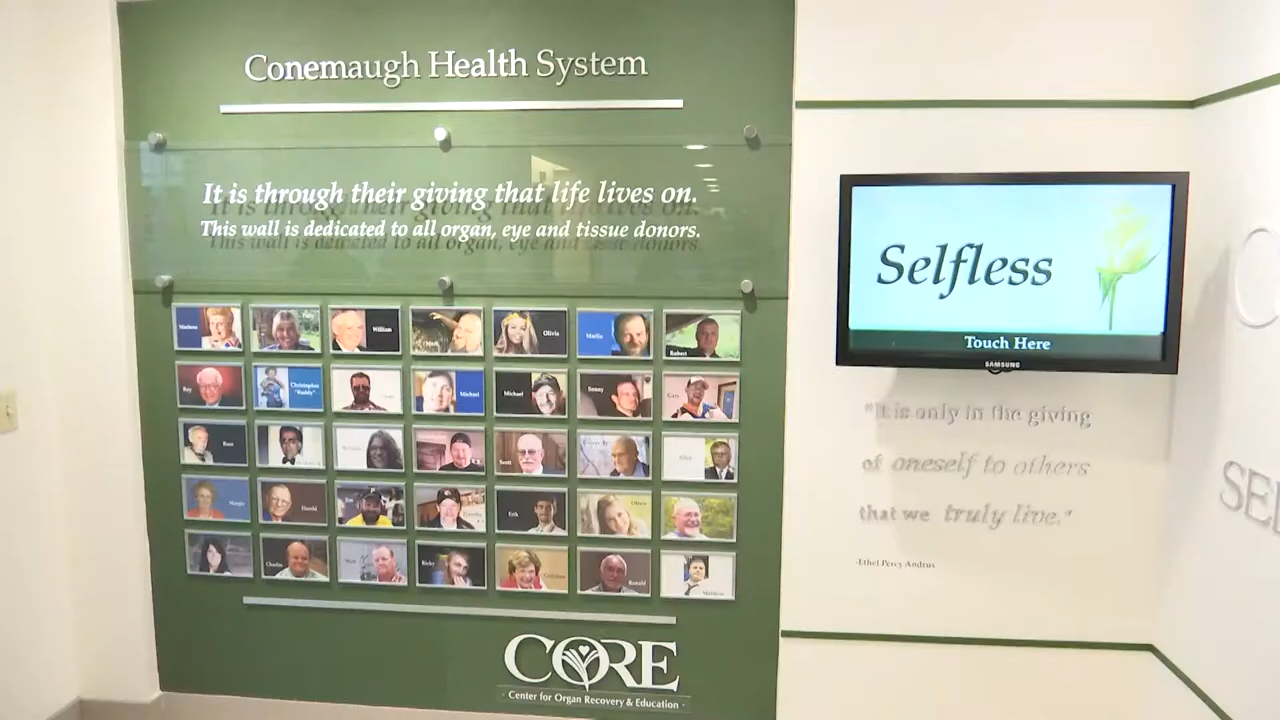 Conemaugh Health System
It is through their giving that life lives on.
This wall is dedicated to all organ, eye and tissue donors.
Marlene
William
Olivia
Robert
Roy
Christopher
"Buddy"
Michael
Michael
Sonny
Gary
Scott
Margie
Harold
Erik
Olivia
Charles
Ricky
Ronald
Matthew
CORE
Center for Organ Recovery & Education
Selfless
Touch Here
SAMSUNG
"It is only in the giving
of oneself to others
that we truly live."
-Ethel Percy Andrus